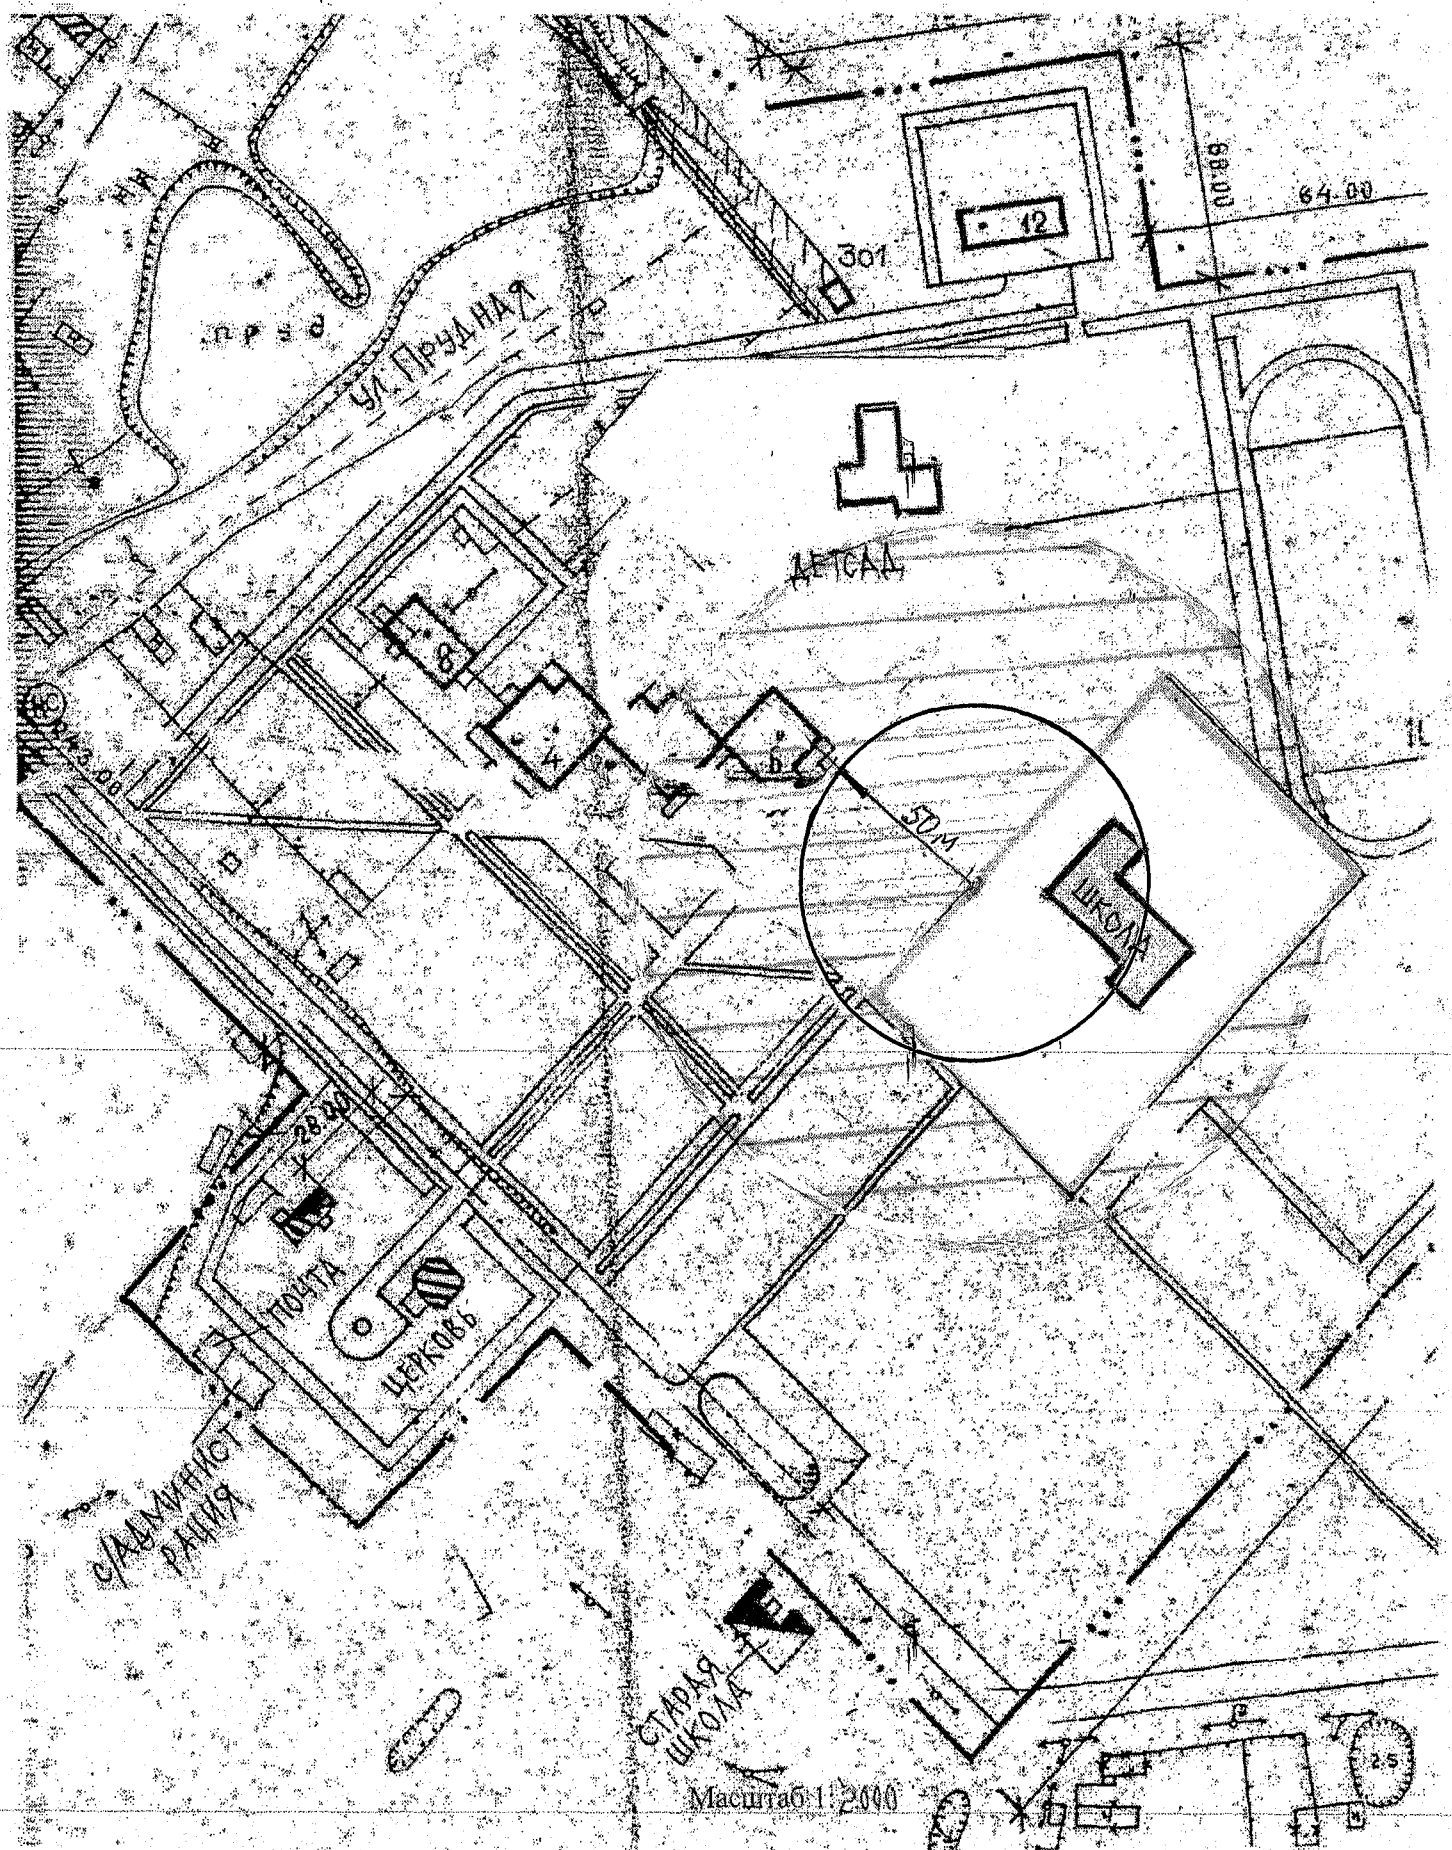 68.00
64.00
12
301
пруд
УЛ. ПРУДНАЯ
ДЕТСАД
8
4
6
50м
ШКОЛА
28.00
ПОЧТА
ЦЕРКОВЬ
С/АДМИНИСТ
РАЦИЯ
СТАРАЯ
ШКОЛА
2.5
Масштаб 1: 2000